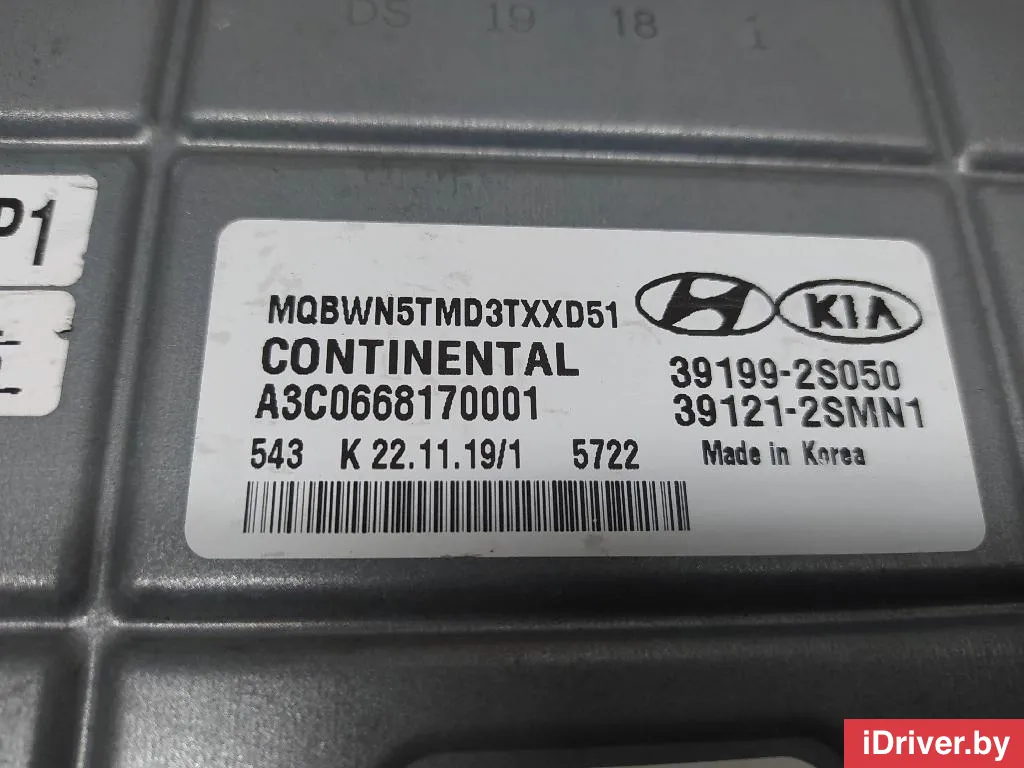 DS 19 18 1
P1
MQBWN5TMD3TXXD51
CONTINENTAL
A3C0668170001
543 K 22.11.19/1 5722
KIA
39199-2S050
39121-2SMN1
Made in Korea
iDriver.by